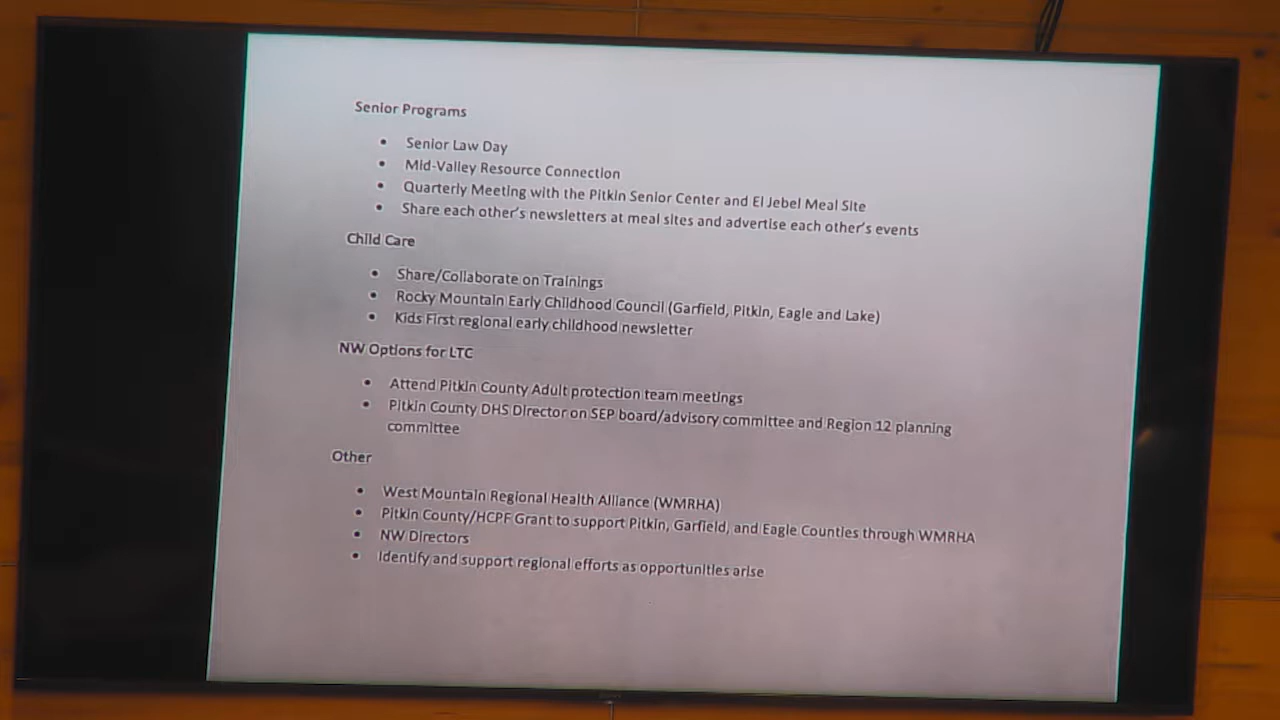 Senior Programs
• Senior Law Day
• Mid-Valley Resource Connection
• Quarterly Meeting with the Pitkin Senior Center and El Jebel Meal Site
• Share each other's newsletters at meal sites and advertise each other's events
Child Care
• Share/Collaborate on Trainings
• Rocky Mountain Early Childhood Council (Garfield, Pitkin, Eagle and Lake)
• Kids First regional early childhood newsletter
NW Options for LTC
• Attend Pitkin County Adult protection team meetings
• Pitkin County DHS Director on SEP board/advisory committee and Region 12 planning
committee
Other
• West Mountain Regional Health Alliance (WMRHA)
• Pitkin County/HCPF Grant to support Pitkin, Garfield, and Eagle Counties through WMRHA
• NW Directors
• Identify and support regional efforts as opportunities arise